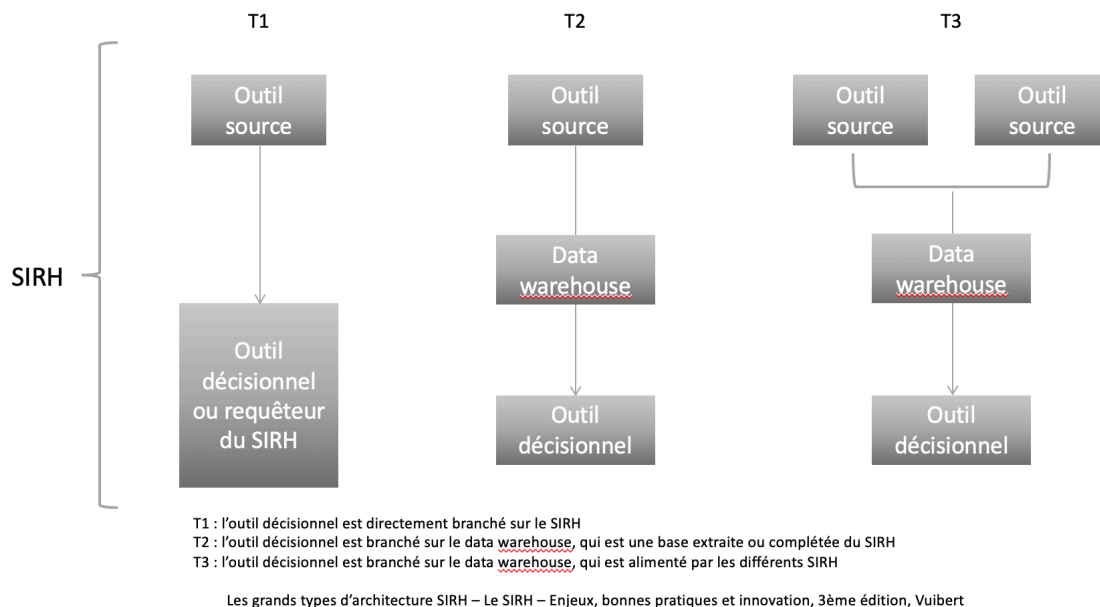 T1
T2
T3
Outil
source
Outil
source
Outil
source
Outil
source
SIRH
Data
warehouse
Data
warehouse
Outil
décisionnel
ou requêteur
du SIRH
Outil
décisionnel
Outil
décisionnel
T1 : l’outil décisionnel est directement branché sur le SIRH
T2 : l’outil décisionnel est branché sur le data warehouse, qui est une base extraite ou complétée du SIRH
T3 : l’outil décisionnel est branché sur le data warehouse, qui est alimenté par les différents SIRH
Les grands types d’architecture SIRH – Le SIRH – Enjeux, bonnes pratiques et innovation, 3ème édition, Vuibert